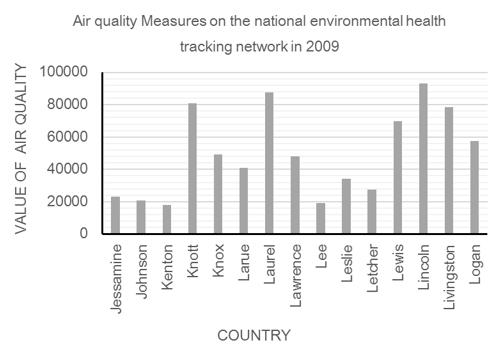 Air quality Measures on the national environmental health
tracking network in 2009
VALUE OF AIR QUALITY
100000
80000
60000
40000
20000
0
Jessamine
Johnson
Kenton
Knott
Knox
Larue
Laurel
Lawrence
Lee
Leslie
Letcher
Lewis
Lincoln
Livingston
Logan
COUNTRY